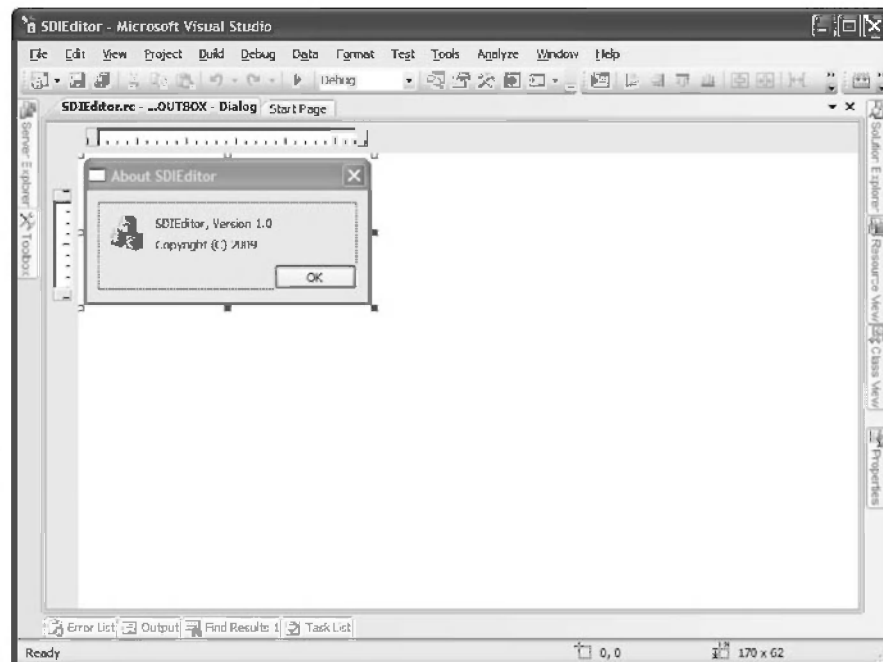 SDIEditor - Microsoft Visual Studio
File Edit View Project Build Debug Data Format Test Tools Analyze Window Help
Debug
SDIEditor.rc - ...OUTBOX - Dialog Start Page
Server Explorer
Toolbox
About SDIEditor
SDIEditor, Version 1.0
Copyright (C) 2009
OK
Solution Explorer
Resource View
Class View
Properties
Error List Output Find Results 1 Task List
Ready 0, 0 170 x 62